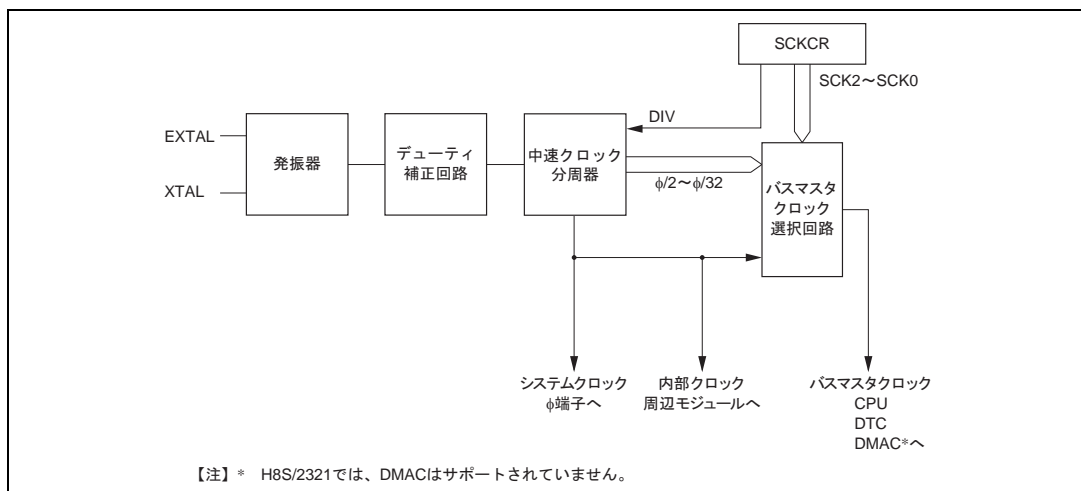 SCKCR
SCK2～SCK0
DIV
EXTAL
XTAL
発振器
デューティ
補正回路
中速クロック
分周器
φ/2～φ/32
バスマスタ
クロック
選択回路
システムクロック
φ端子へ
内部クロック
周辺モジュールへ
バスマスタクロック
CPU
DTC
DMAC*へ
【注】* H8S/2321では、DMACはサポートされていません。